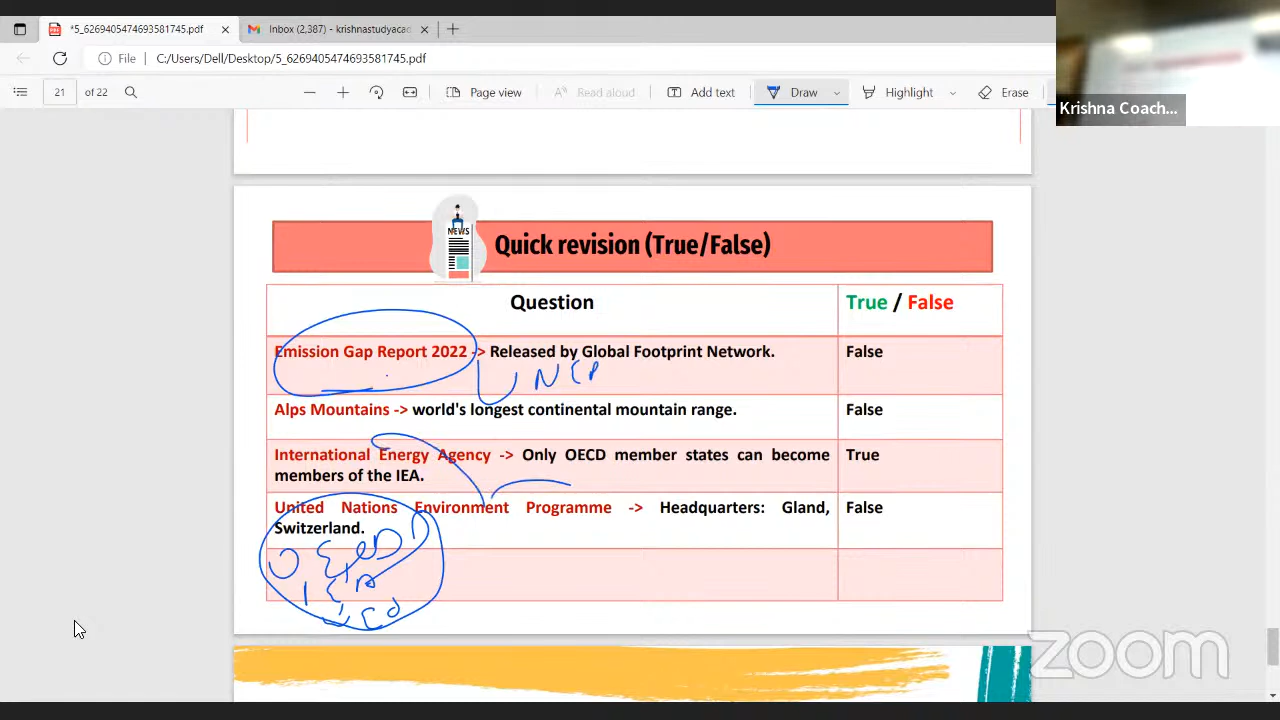 *5_6269405474693581745.pdf
Inbox (2,387) - krishnastudyacad
File
C:/Users/Dell/Desktop/5_6269405474693581745.pdf
21 of 22
Page view
Read aloud
Add text
Draw
Highlight
Erase
Krishna Coach...
NEWS
Quick revision (True/False)
Question
True / False
Emission Gap Report 2022 -> Released by Global Footprint Network.
False
Alps Mountains -> world's longest continental mountain range.
False
International Energy Agency -> Only OECD member states can become
members of the IEA.
True
United Nations Environment Programme -> Headquarters: Gland,
Switzerland.
False
IEA
zoom